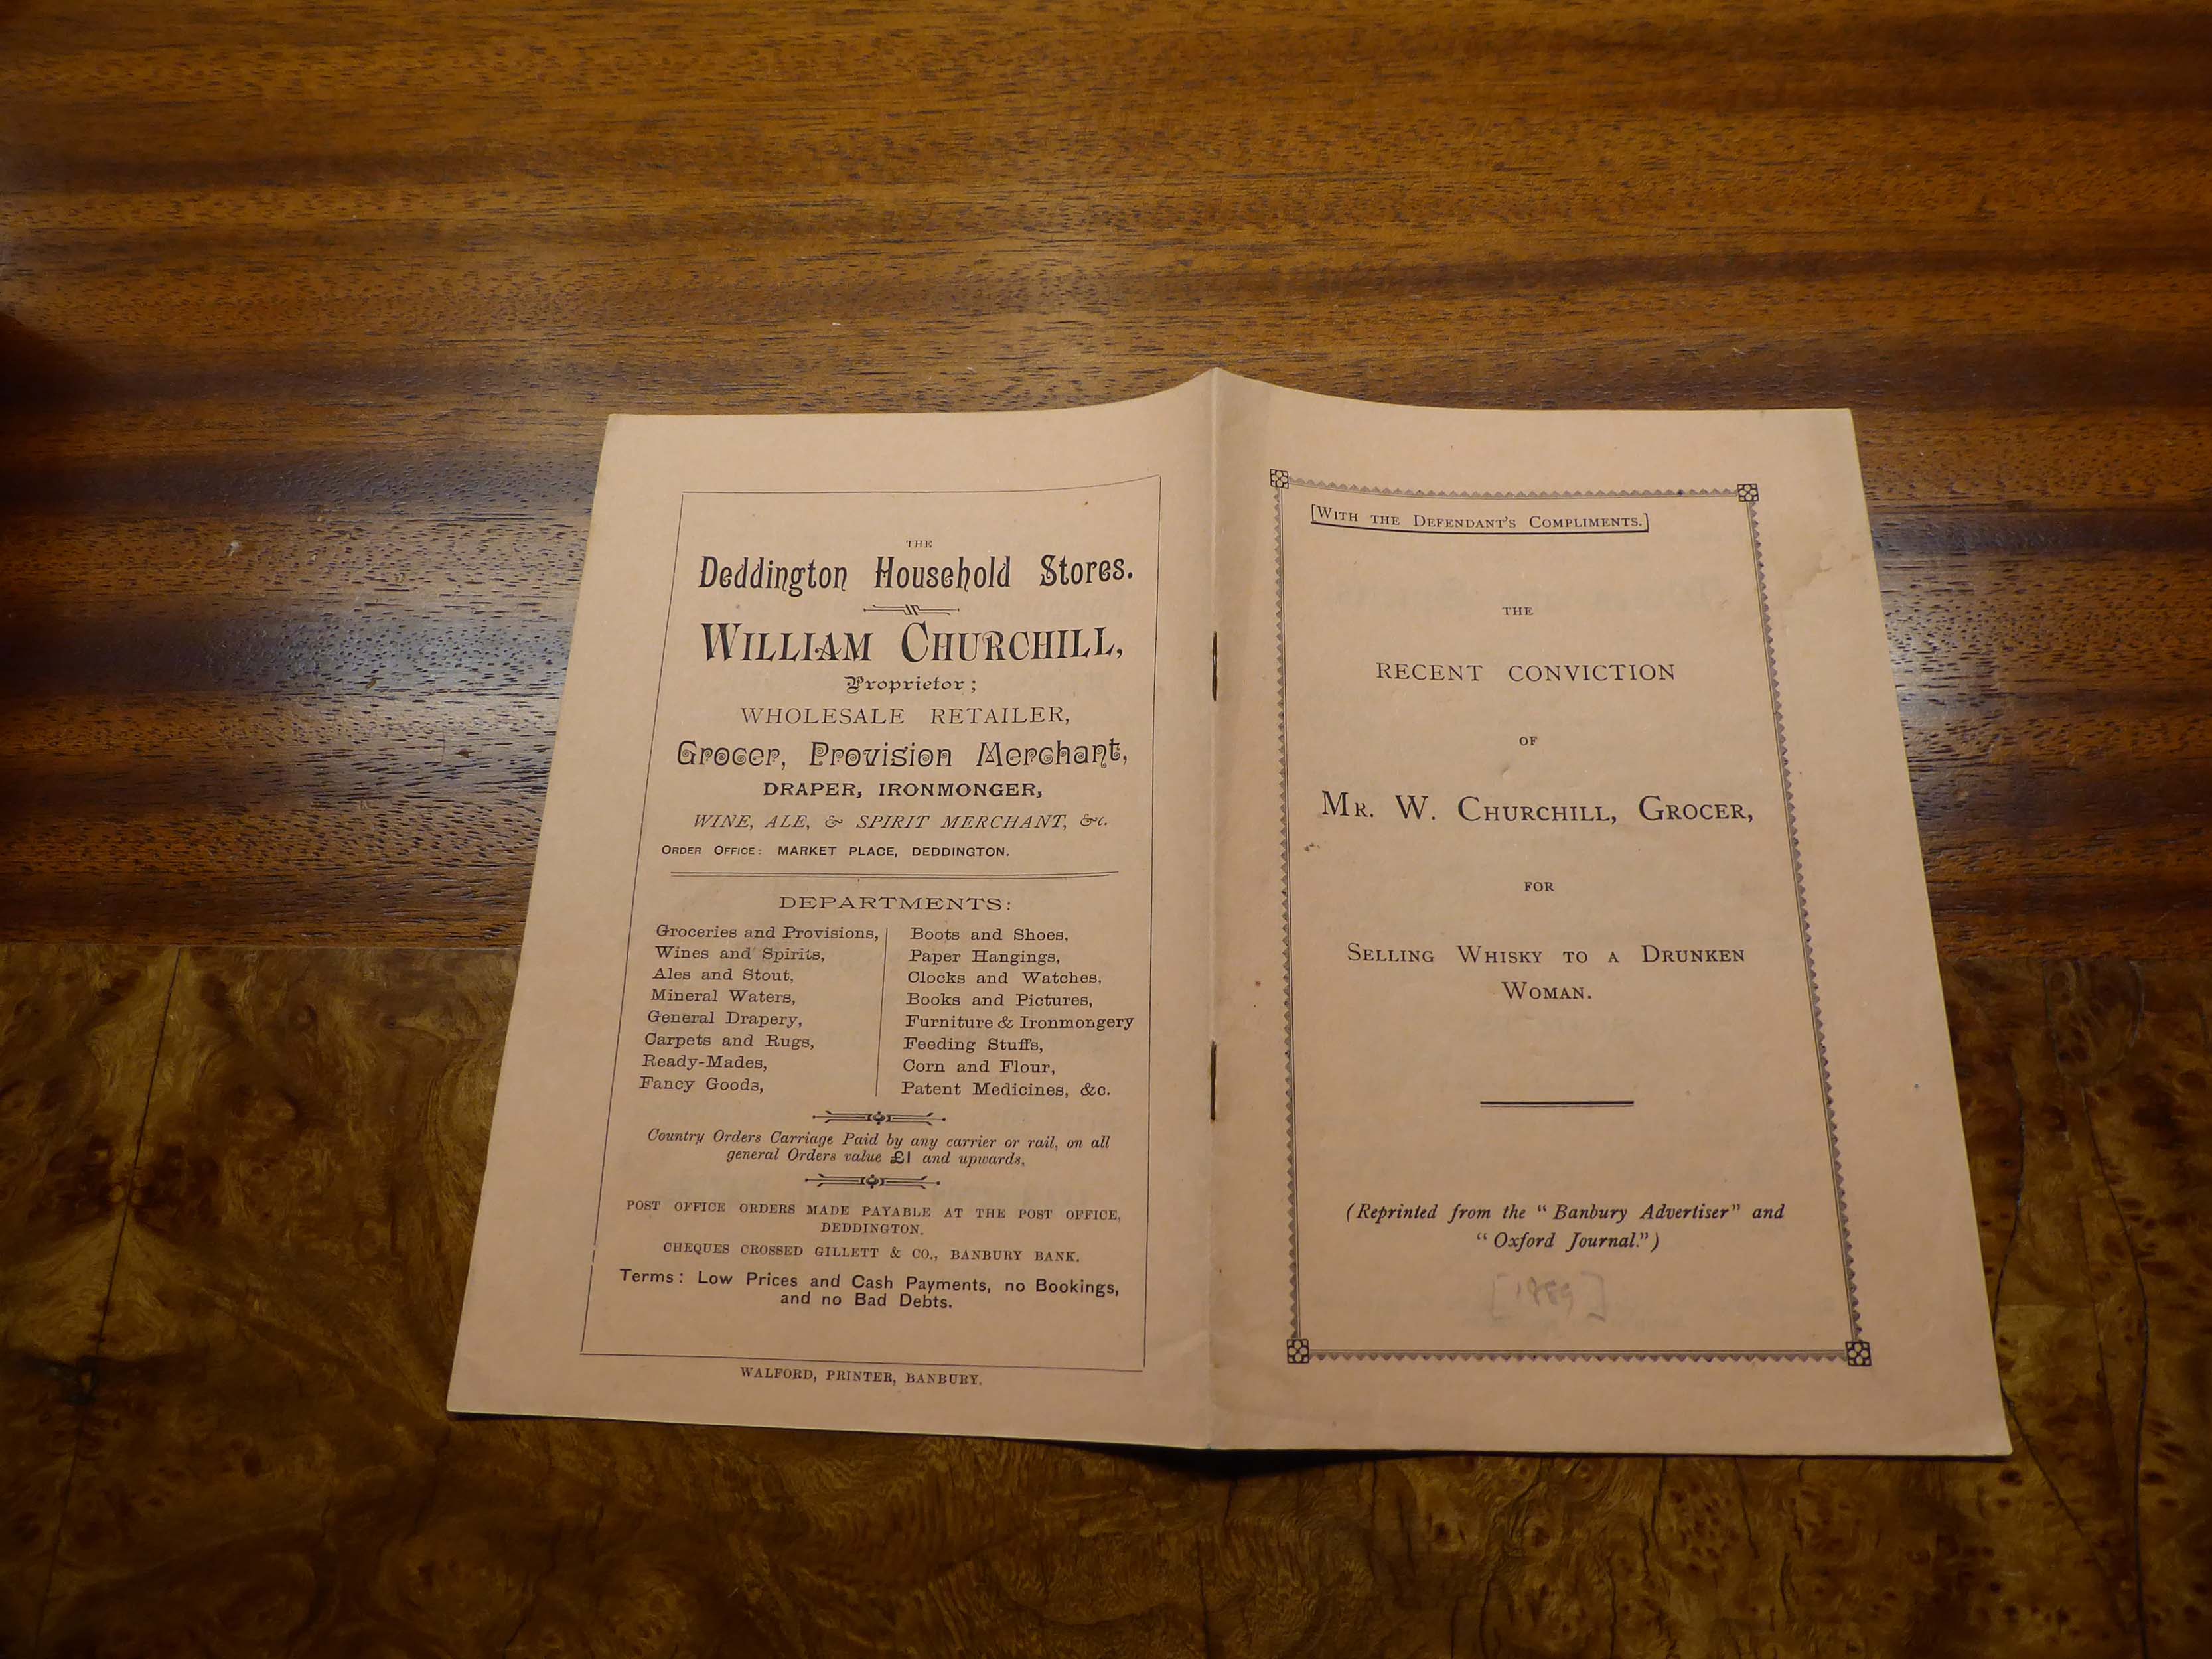 THE
Deddington Household Stores.
WILLIAM CHURCHILL,
Proprietor;
WHOLESALE RETAILER,
Grocer, Provision Merchant,
DRAPER, IRONMONGER,
WINE, ALE, & SPIRIT MERCHANT, &c.
ORDER OFFICE: MARKET PLACE, DEDDINGTON.
DEPARTMENTS:
Groceries and Provisions,
Wines and Spirits,
Ales and Stout,
Mineral Waters,
General Drapery,
Carpets and Rugs,
Ready-Mades,
Fancy Goods,
Boots and Shoes,
Paper Hangings,
Clocks and Watches,
Books and Pictures,
Furniture & Ironmongery
Feeding Stuffs,
Corn and Flour,
Patent Medicines, &c.
Country Orders Carriage Paid by any carrier or rail, on all
general Orders value £1 and upwards,
POST OFFICE ORDERS MADE PAYABLE AT THE POST OFFICE,
DEDDINGTON.
CHEQUES CROSSED GILLETT & CO., BANBURY BANK.
Terms: Low Prices and Cash Payments, no Bookings,
and no Bad Debts.
WALFORD, PRINTER, BANBURY.
[WITH THE DEFENDANT'S COMPLIMENTS.]
THE
RECENT CONVICTION
OF
MR. W. CHURCHILL, GROCER,
FOR
SELLING WHISKY TO A DRUNKEN
WOMAN.
(Reprinted from the "Banbury Advertiser" and
"Oxford Journal.")
[1889]